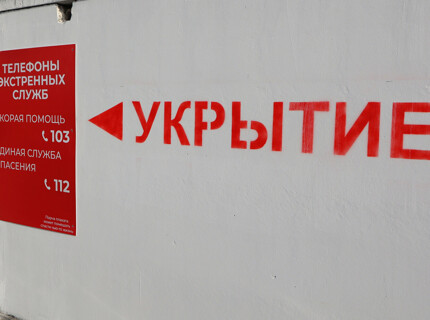 ТЕЛЕФОНЫ
ЭКСТРЕННЫХ
СЛУЖБ
КОРАЯ ПОМОЩЬ
103
ДИНАЯ СЛУЖБА
ПАСЕНИЯ
112
УКРЫТИЕ